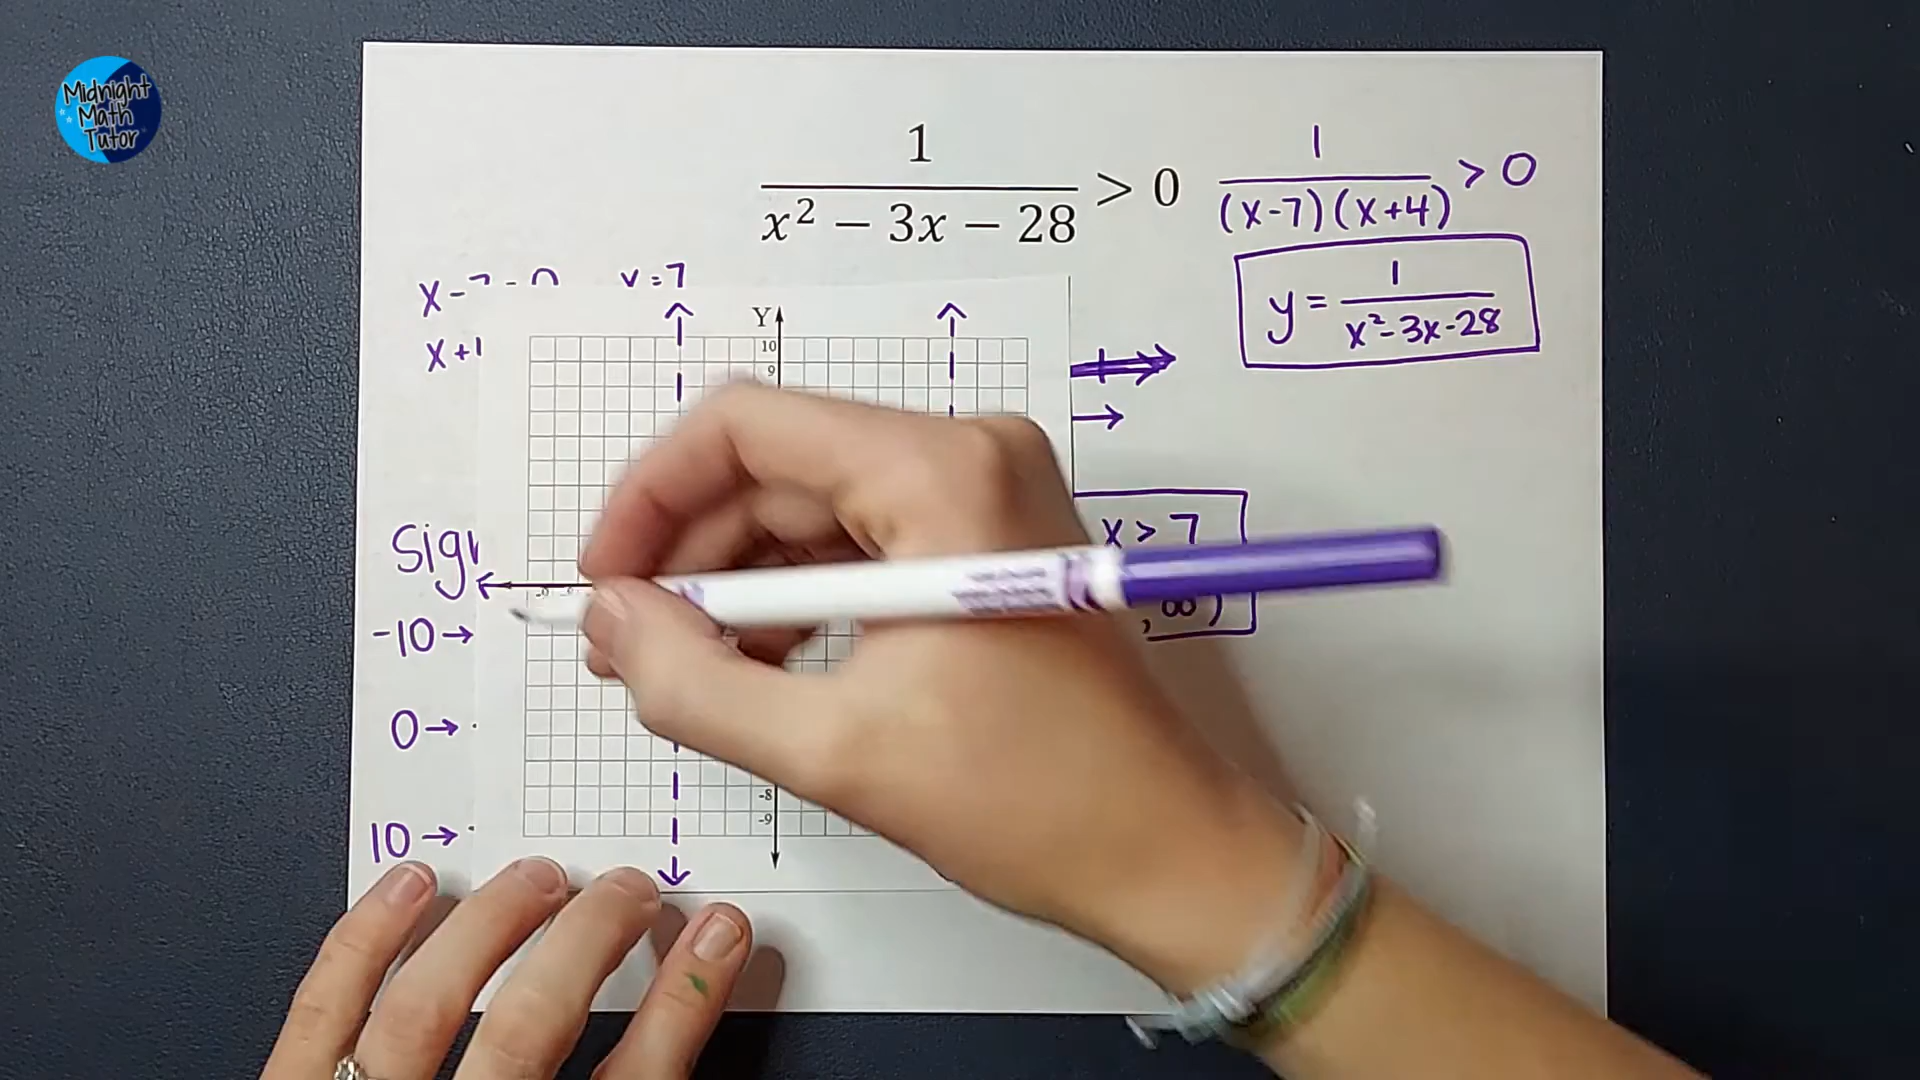 Midnight
Math
Tutor
1
x² − 3x − 28
> 0
1
(x-7)(x+4)
> 0
y = 1
x²-3x-28
x = 7
x +
Y
10
9
x > 7
, ∞)
-10→
0→
10→
-8
-9